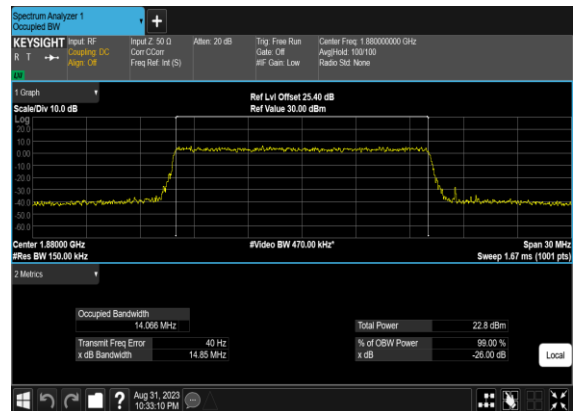 Spectrum Analyzer 1
Occupied BW
KEYSIGHT
R T
LW
Input: RF
Coupling: DC
Align: Off
Input Z: 50 Ω
Corr CCorr
Freq Ref: Int (S)
Atten: 20 dB
Trig: Free Run
Gate: Off
#IF Gain: Low
Center Freq: 1.880000000 GHz
Avg|Hold: 100/100
Radio Std: None
1 Graph
Scale/Div 10.0 dB
Ref Lvl Offset 25.40 dB
Ref Value 30.00 dBm
Log
20.0
10.0
0.00
-10.0
-20.0
-30.0
-40.0
-50.0
-60.0
Center 1.88000 GHz
#Res BW 150.00 kHz
#Video BW 470.00 kHz*
Span 30 MHz
Sweep 1.67 ms (1001 pts)
2 Metrics
Occupied Bandwidth
14.066 MHz
Transmit Freq Error 40 Hz
x dB Bandwidth 14.85 MHz
Total Power 22.8 dBm
% of OBW Power 99.00 %
x dB -26.00 dB
Local
?
Aug 31, 2023
10:33:10 PM